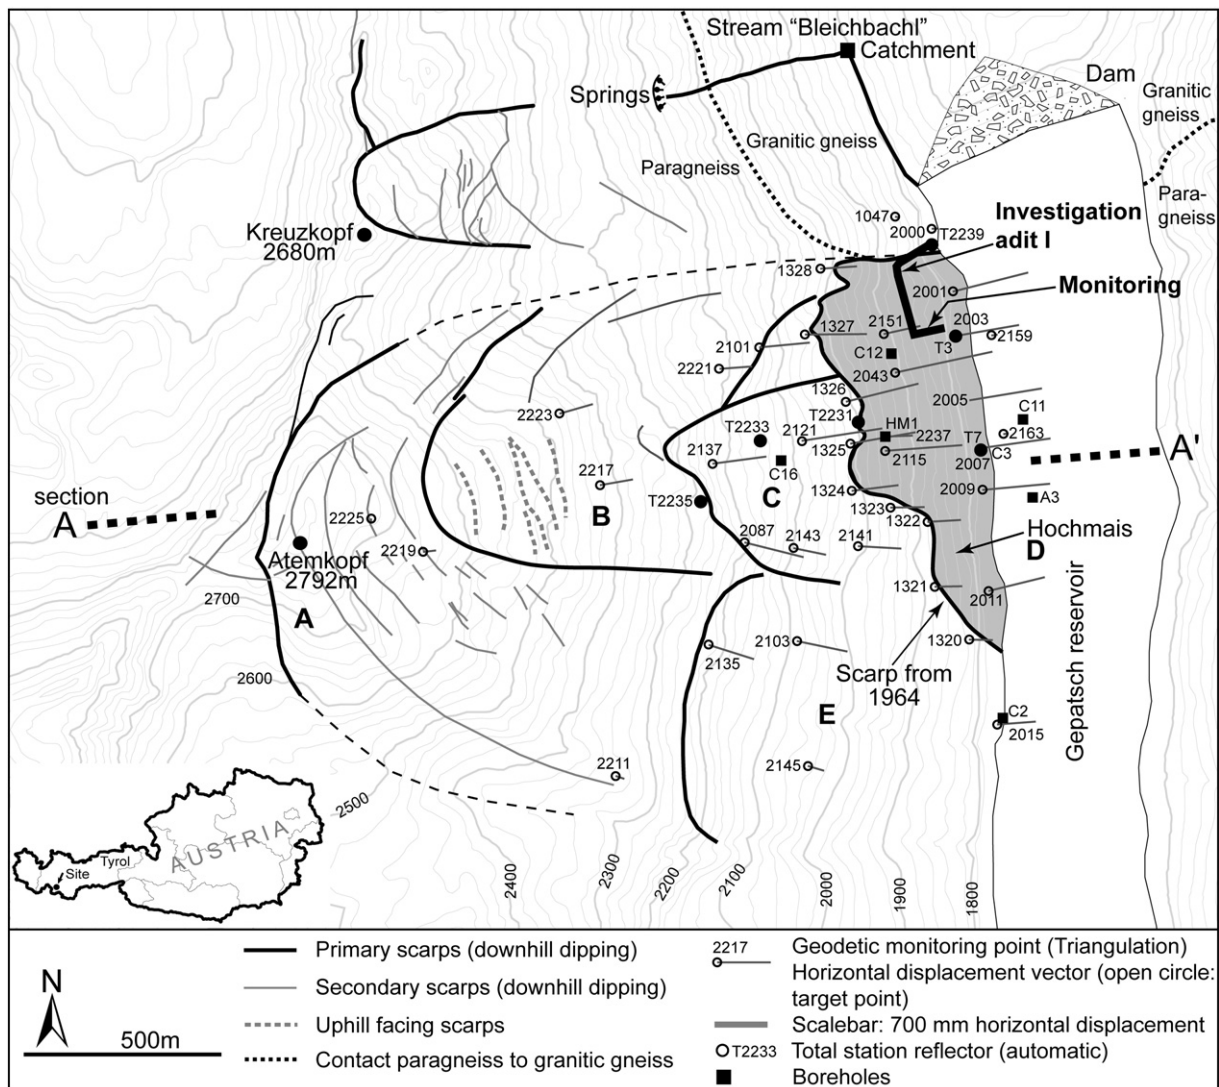 Stream "Bleichbachl"
Catchment
Springs
Dam
Granitic
gneiss
Granitic gneiss
Paragneiss
Para-
gneiss
1047
2000
T2239
Investigation
adit I
Kreuzkopf
2680m
1328
2001
Monitoring
1327
2151
2003
2101
C12
T3
2159
2221
2043
1326
2005
2223
T2231
HM1
C11
T2233
2121
2237
T7
2163
1325
C3
2137
2115
2007
A'
C16
2217
section
A
1324
2009
A3
T2235
C
B
1323
2225
1322
Hochmais
2087
2143
2141
D
2219
Atemkopf
2792m
2700
A
1321
2011
1320
2103
2135
Scarp from
1964
Gepatsch reservoir
2600
E
C2
2015
2211
2145
2500
AUSTRIA
Tyrol
Site
2400
2300
2200
2100
2000
1900
1800
N
500m
Primary scarps (downhill dipping)
Secondary scarps (downhill dipping)
Uphill facing scarps
Contact paragneiss to granitic gneiss
2217
Geodetic monitoring point (Triangulation)
Horizontal displacement vector (open circle:
target point)
Scalebar: 700 mm horizontal displacement
T2233
Total station reflector (automatic)
Boreholes